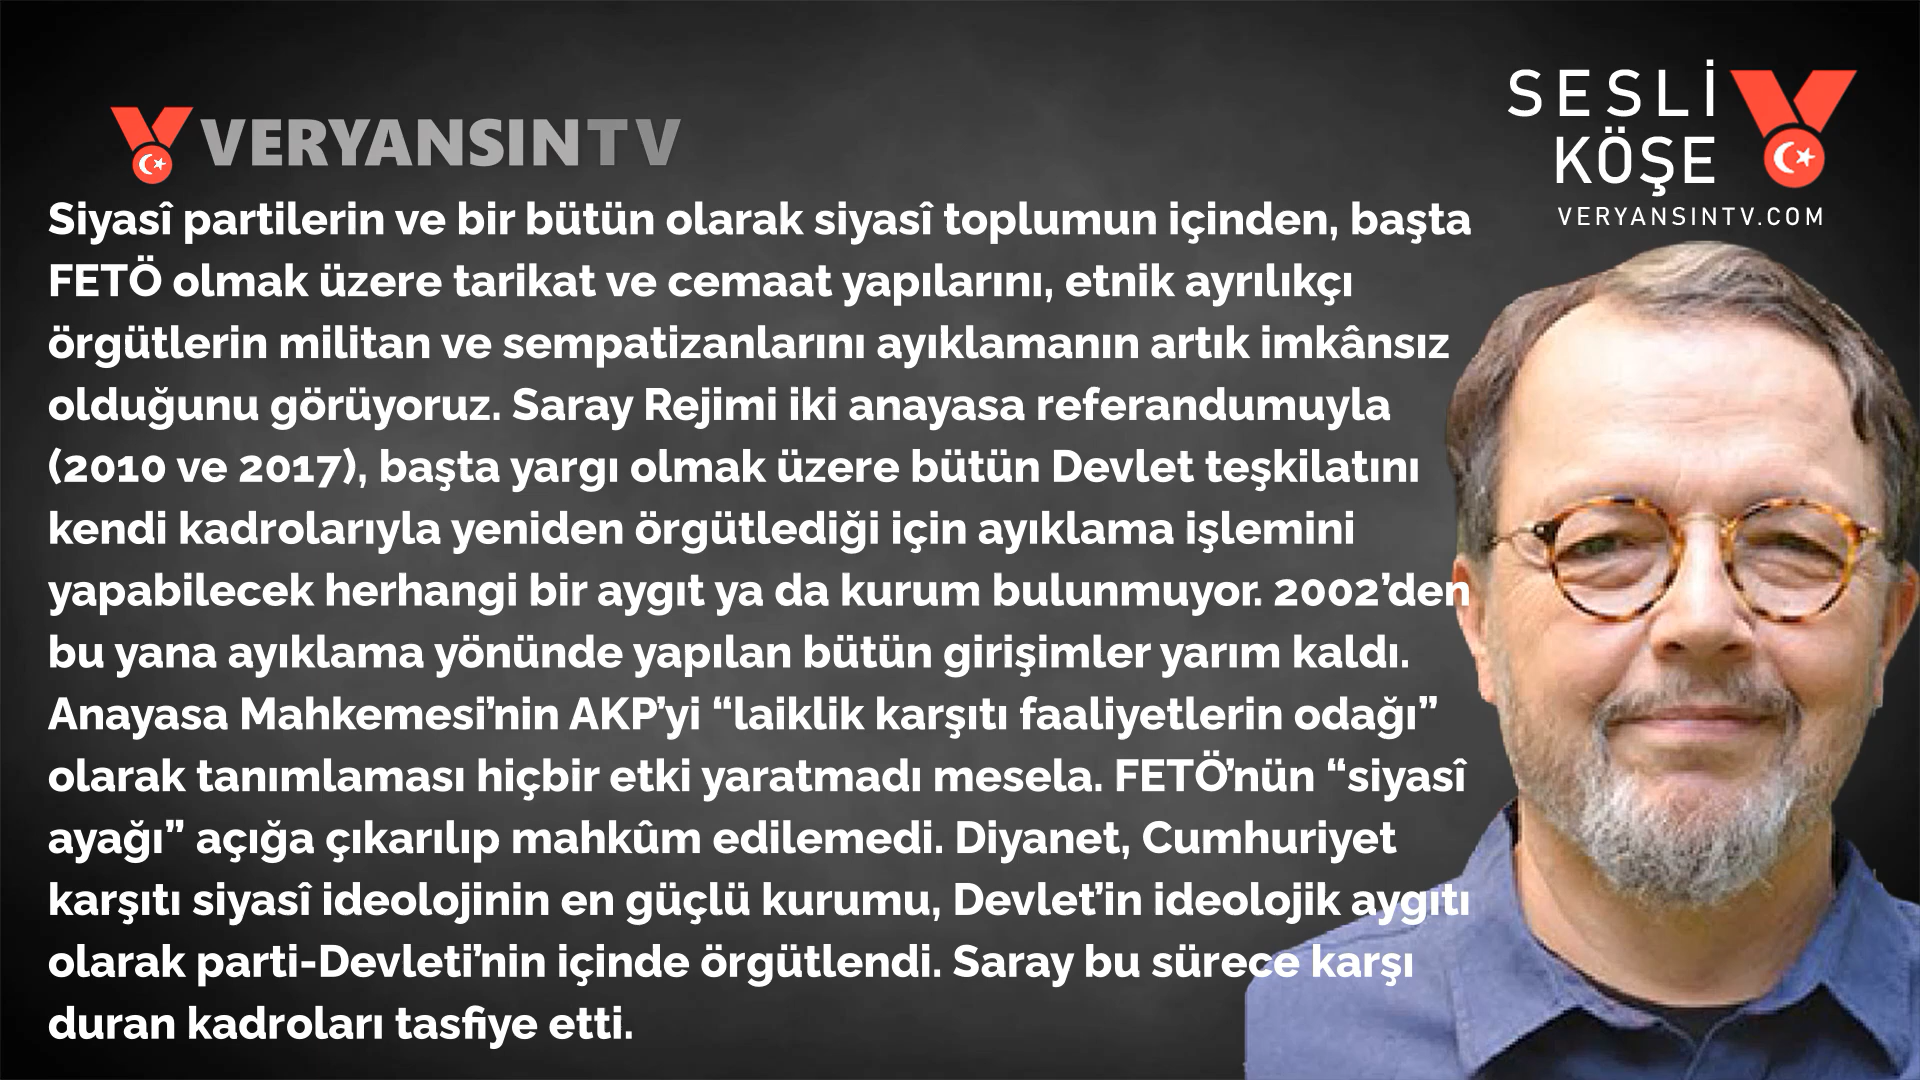 VERYANSINTV
SESLİ
KÖŞE
VERYANSINTV.COM
Siyasî partilerin ve bir bütün olarak siyasî toplumun içinden, başta
FETÖ olmak üzere tarikat ve cemaat yapılarını, etnik ayrılıkçı
örgütlerin militan ve sempatizanlarını ayıklamanın artık imkânsız
olduğunu görüyoruz. Saray Rejimi iki anayasa referandumuyla
(2010 ve 2017), başta yargı olmak üzere bütün Devlet teşkilatını
kendi kadrolarıyla yeniden örgütlediği için ayıklama işlemini
yapabilecek herhangi bir aygıt ya da kurum bulunmuyor. 2002’den
bu yana ayıklama yönünde yapılan bütün girişimler yarım kaldı.
Anayasa Mahkemesi’nin AKP’yi “laiklik karşıtı faaliyetlerin odağı”
olarak tanımlaması hiçbir etki yaratmadı mesela. FETÖ’nün “siyasî
ayağı” açığa çıkarılıp mahkûm edilemedi. Diyanet, Cumhuriyet
karşıtı siyasî ideolojinin en güçlü kurumu, Devlet’in ideolojik aygıtı
olarak parti-Devleti’nin içinde örgütlendi. Saray bu sürece karşı
duran kadroları tasfiye etti.